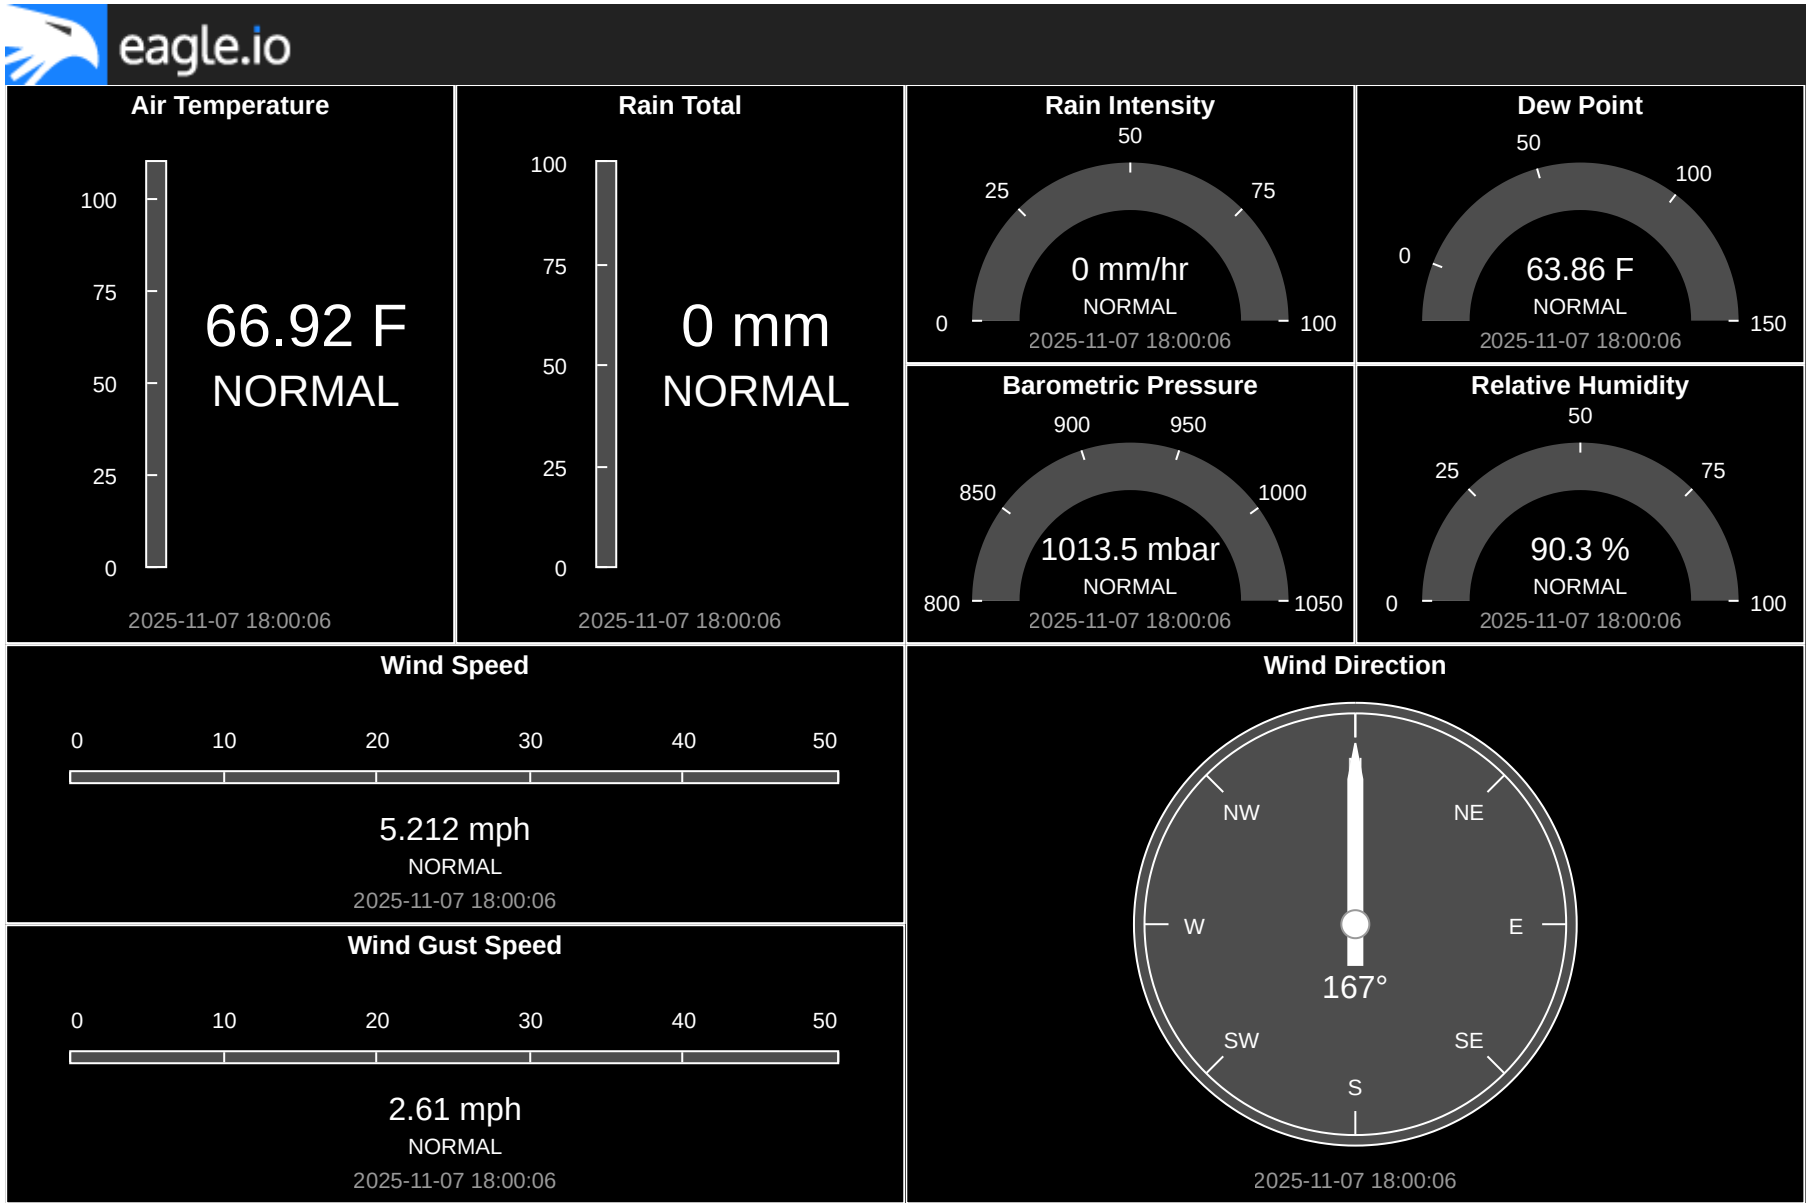 eagle.io
Air Temperature
100
75
50
25
0
66.92 F
NORMAL
2025-11-07 18:00:06
Rain Total
100
75
50
25
0
0 mm
NORMAL
2025-11-07 18:00:06
Rain Intensity
50
25
75
0
100
0 mm/hr
NORMAL
2025-11-07 18:00:06
Dew Point
50
100
0
150
63.86 F
NORMAL
2025-11-07 18:00:06
Barometric Pressure
900
950
850
1000
800
1050
1013.5 mbar
NORMAL
2025-11-07 18:00:06
Relative Humidity
50
25
75
0
100
90.3 %
NORMAL
2025-11-07 18:00:06
Wind Speed
0 10 20 30 40 50
5.212 mph
NORMAL
2025-11-07 18:00:06
Wind Gust Speed
0 10 20 30 40 50
2.61 mph
NORMAL
2025-11-07 18:00:06
Wind Direction
NW NE
W E
167°
SW SE
S
2025-11-07 18:00:06